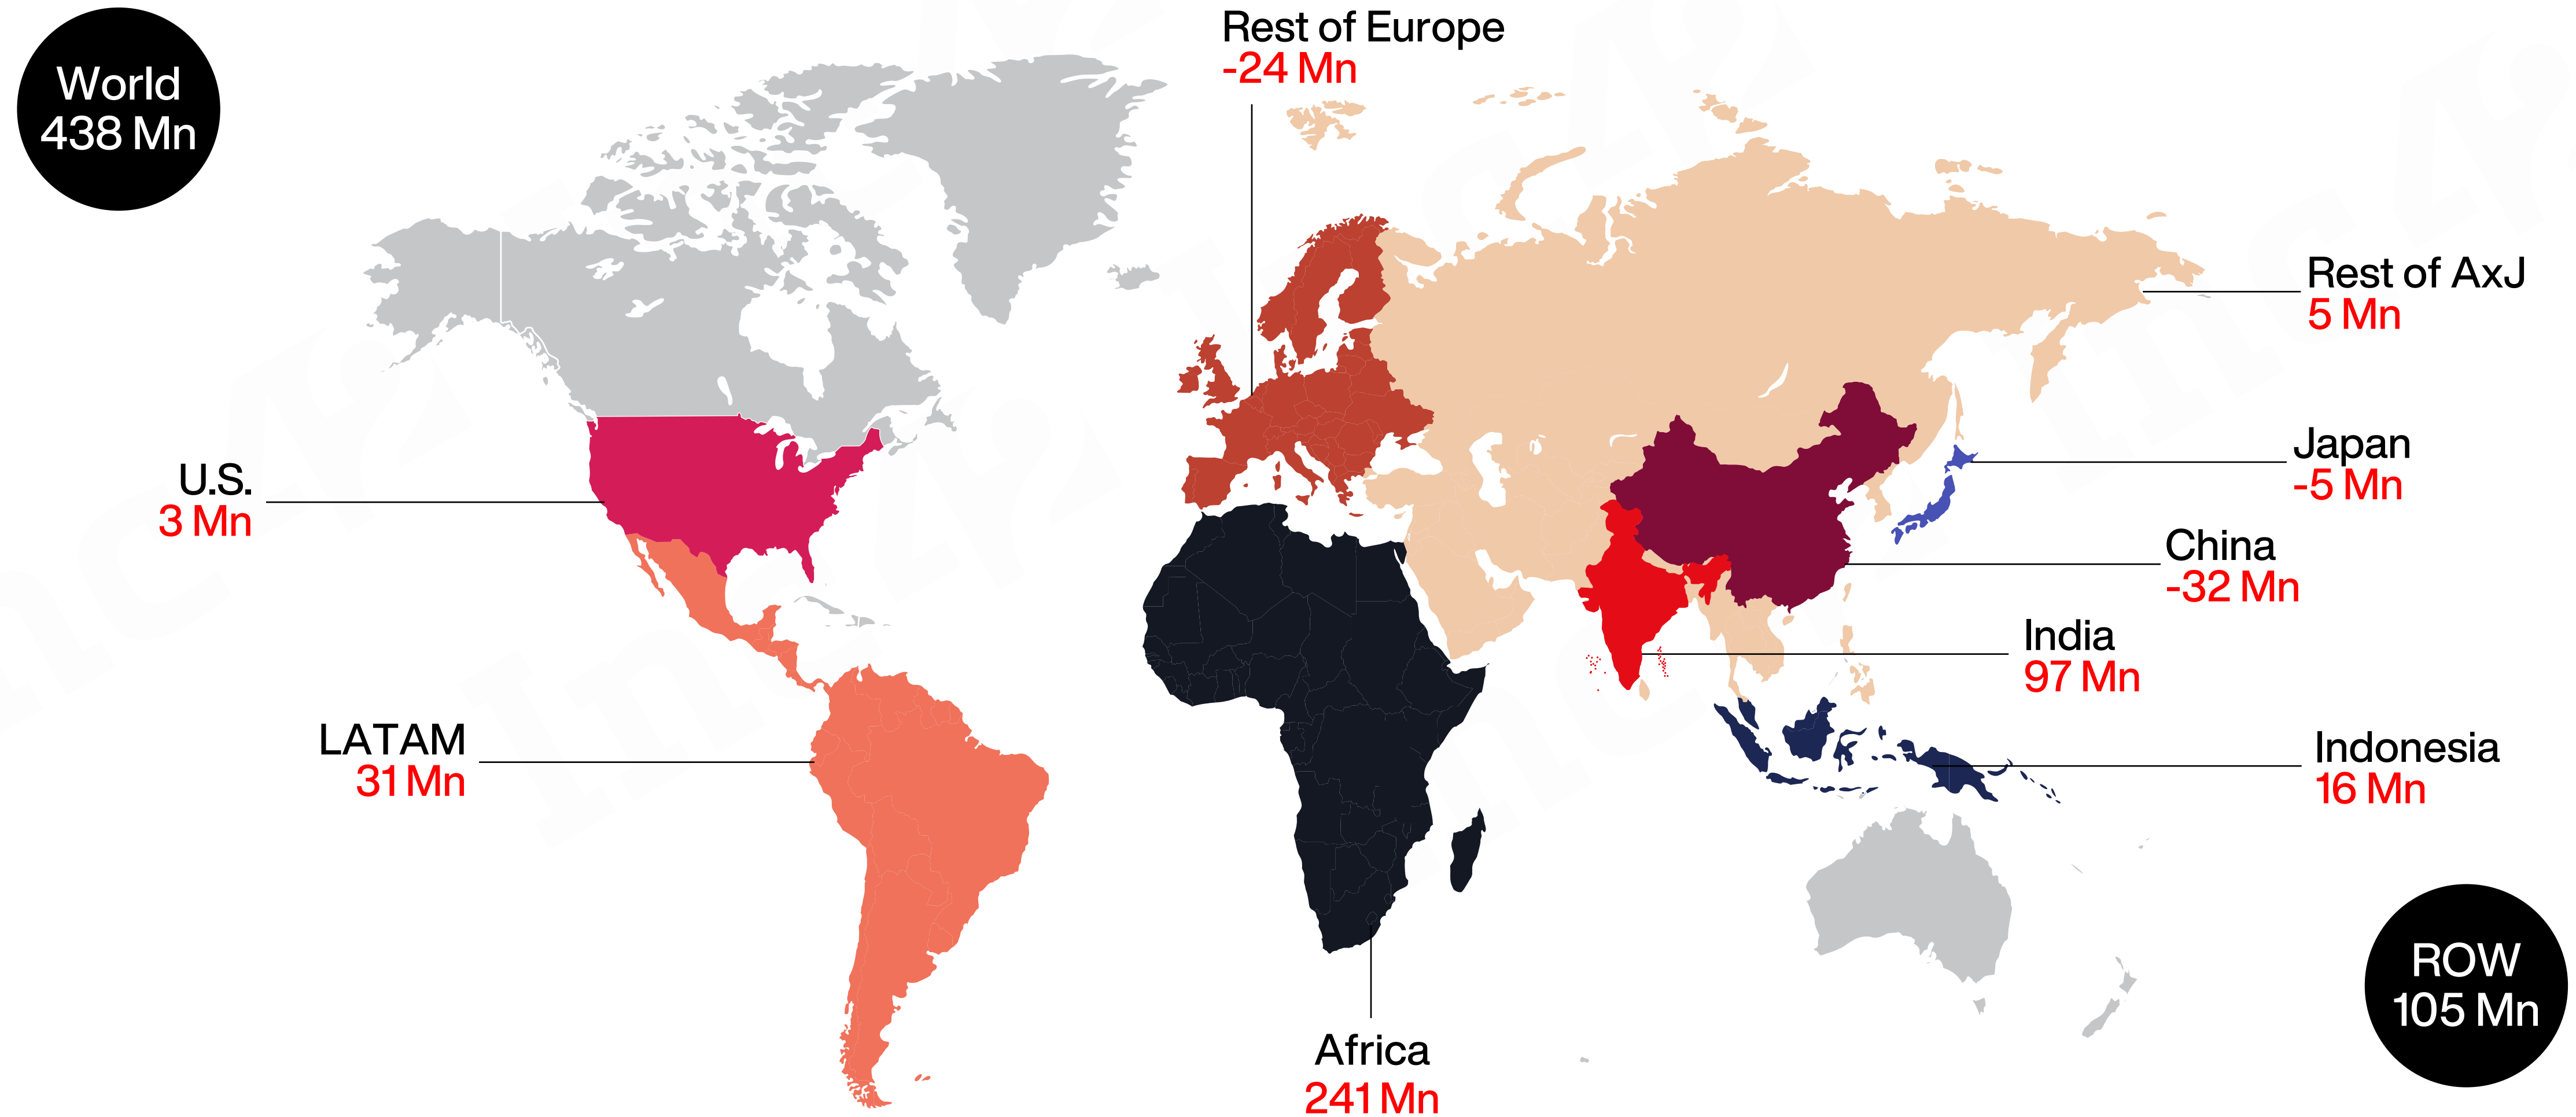 World
438 Mn
Rest of Europe
-24 Mn
Rest of AxJ
5 Mn
Japan
-5 Mn
U.S.
3 Mn
China
-32 Mn
India
97 Mn
LATAM
31 Mn
Indonesia
16 Mn
ROW
105 Mn
Africa
241 Mn